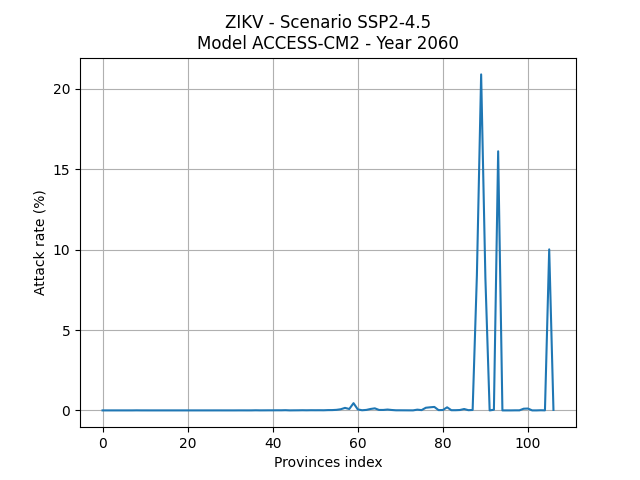 ZIKV - Scenario SSP2-4.5
Model ACCESS-CM2 - Year 2060
Attack rate (%)
20
15
10
5
0
0 20 40 60 80 100
Provinces index